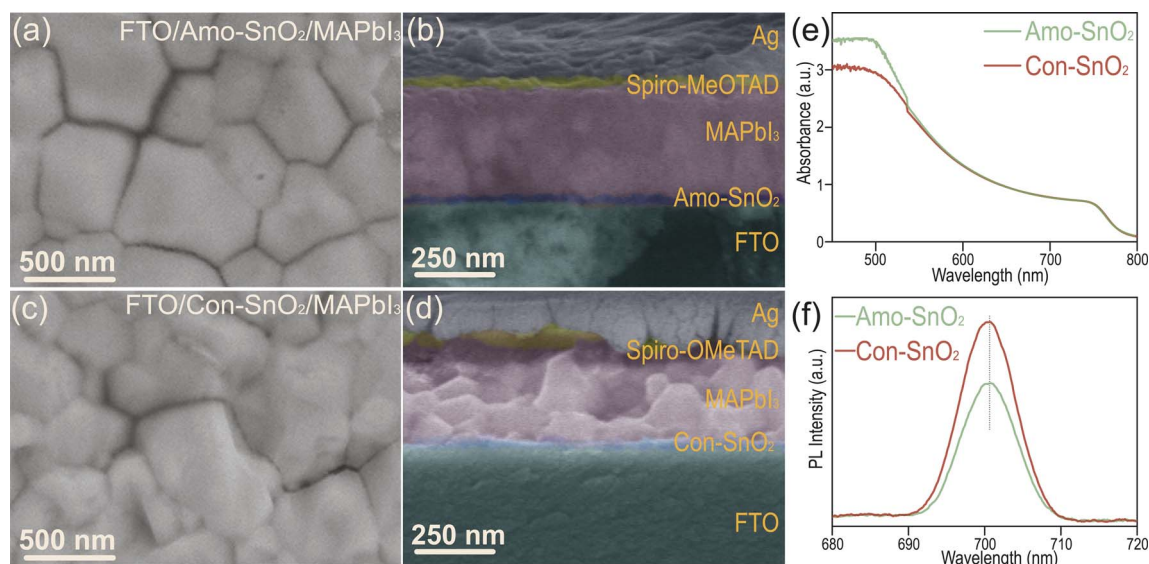 (a) FTO/Amo-SnO₂/MAPbI₃
500 nm
(b)
Ag
Spiro-MeOTAD
MAPbI₃
Amo-SnO₂
FTO
250 nm
(c) FTO/Con-SnO₂/MAPbI₃
500 nm
(d)
Ag
Spiro-OMeTAD
MAPbI₃
Con-SnO₂
FTO
250 nm
(e)
Amo-SnO₂
Con-SnO₂
Absorbance (a.u.)
3
2
1
0
500 600 700 800
Wavelength (nm)
(f)
Amo-SnO₂
Con-SnO₂
PL Intensity (a.u.)
680 690 700 710 720
Wavelength (nm)